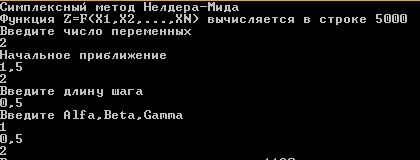 Симплексный метод Нелдера-Мида
Функция Z=F(X1,X2,...,XN) вычисляется в строке 5000
Введите число переменных
2
Начальное приближение
1,5
2
Введите длину шага
0,5
Введите Alfa,Beta,Gamma
1
0,5
2